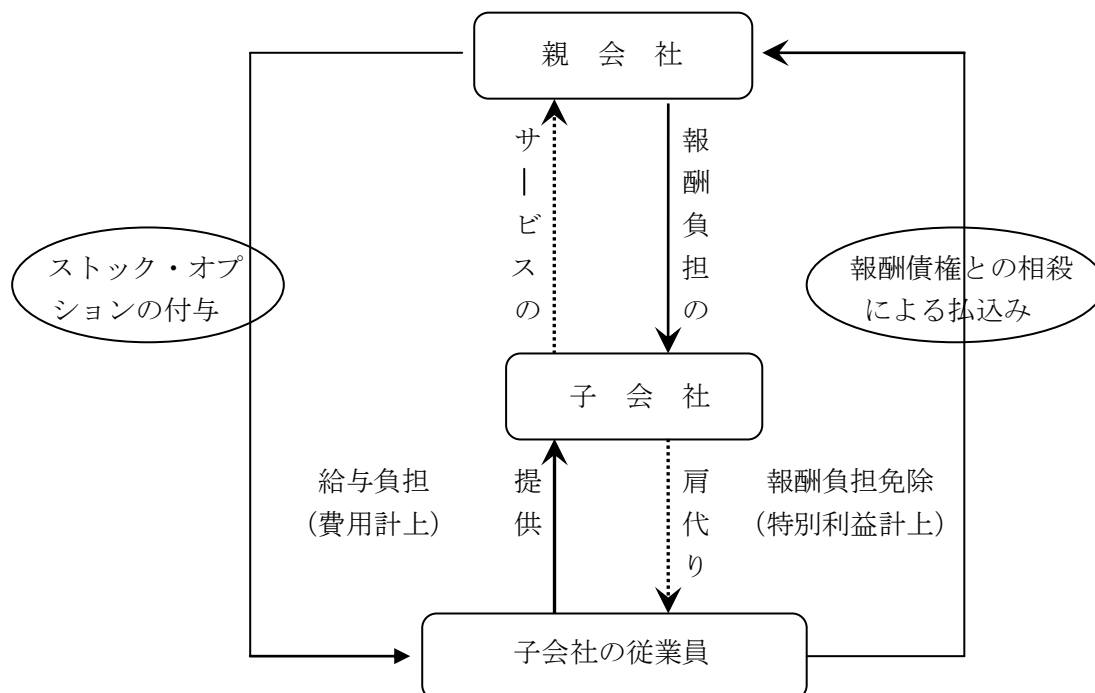 親 会 社
サービスの
報酬負担の
ストック・オプ
ションの付与
報酬債権との相殺
による払込み
子 会 社
給与負担
(費用計上)
提供
肩代り
報酬負担免除
(特別利益計上)
子会社の従業員